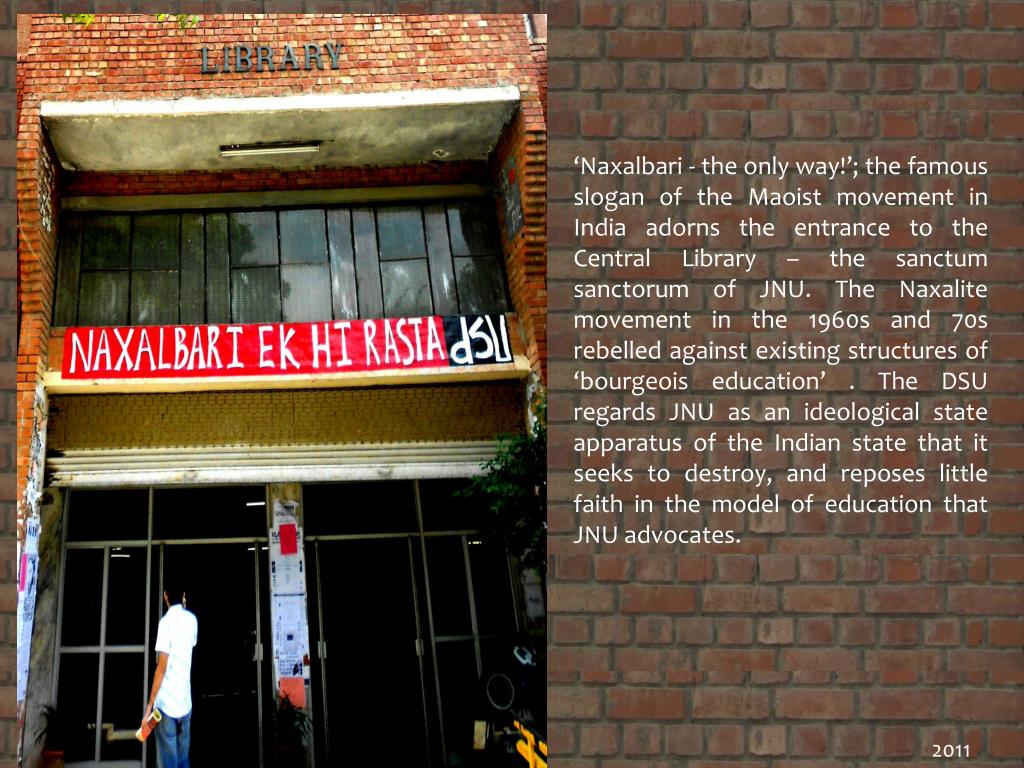 LIBRARY
NAXALBARI EK HI RASTA dSU
‘Naxalbari - the only way!’; the famous
slogan of the Maoist movement in
India adorns the entrance to the
Central Library – the sanctum
sanctorum of JNU. The Naxalite
movement in the 1960s and 70s
rebelled against existing structures of
‘bourgeois education’ . The DSU
regards JNU as an ideological state
apparatus of the Indian state that it
seeks to destroy, and reposes little
faith in the model of education that
JNU advocates.
2011